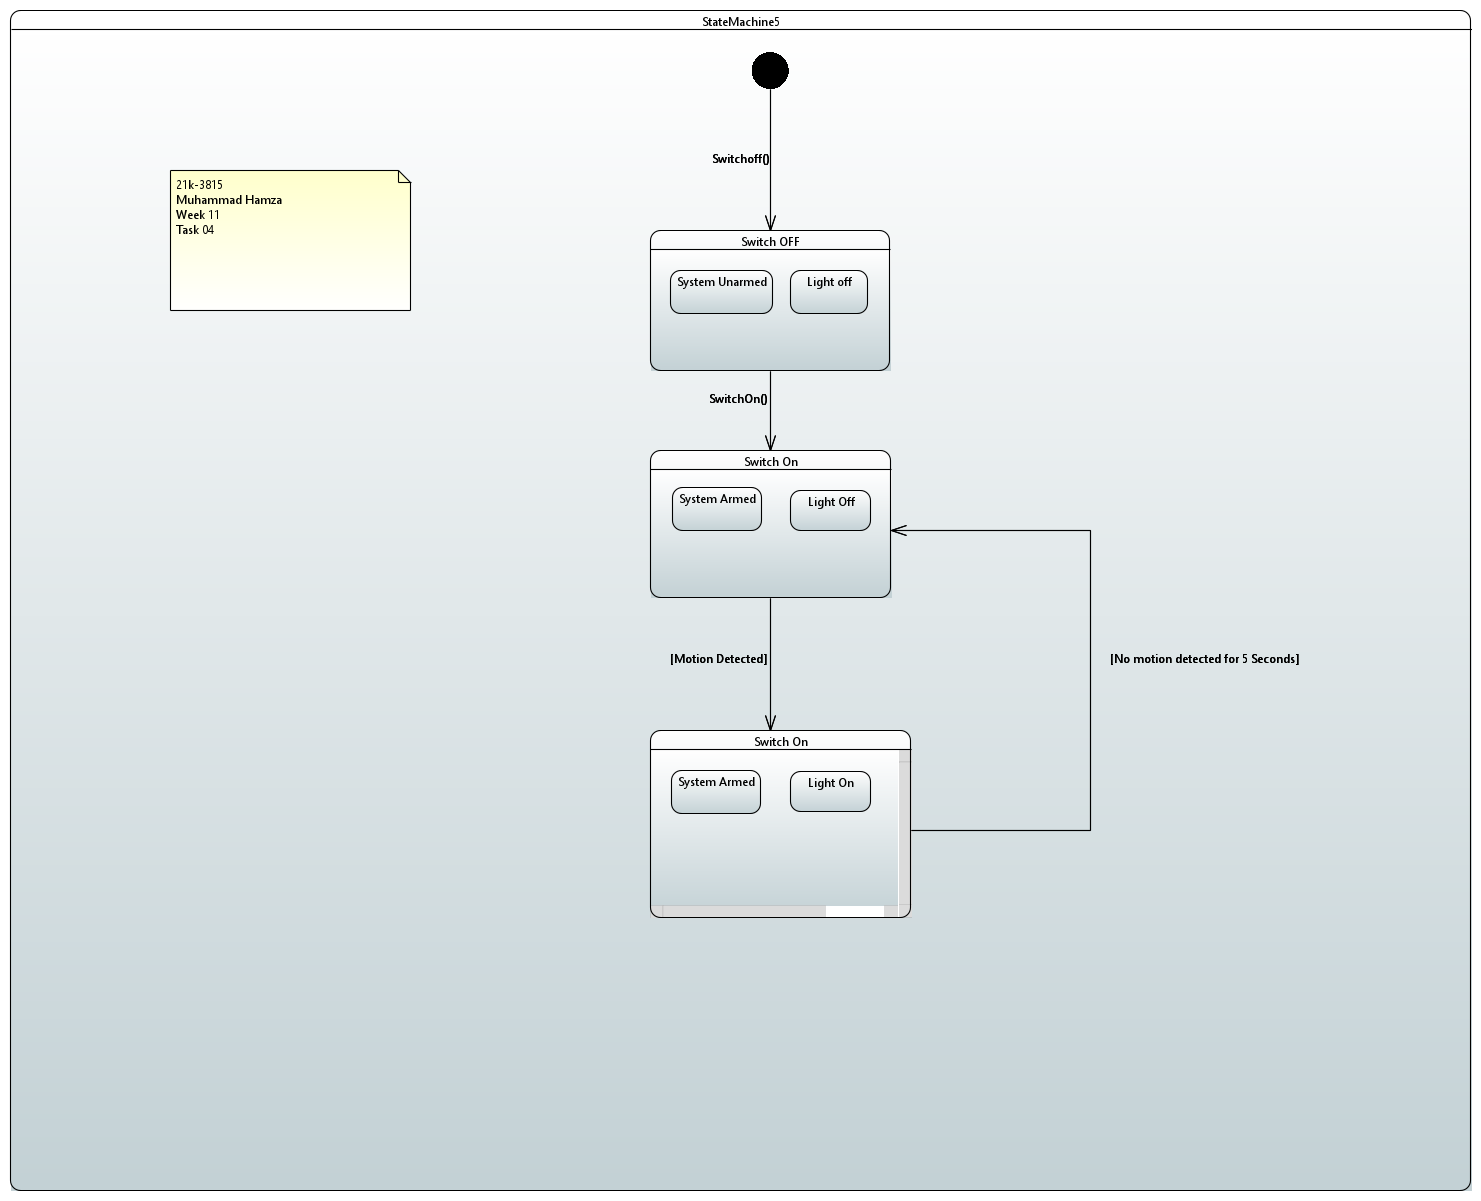 StateMachine5
Switchoff()
21k-3815
Muhammad Hamza
Week 11
Task 04
Switch OFF
System Unarmed
Light off
SwitchOn()
Switch On
System Armed
Light Off
[Motion Detected]
[No motion detected for 5 Seconds]
Switch On
System Armed
Light On